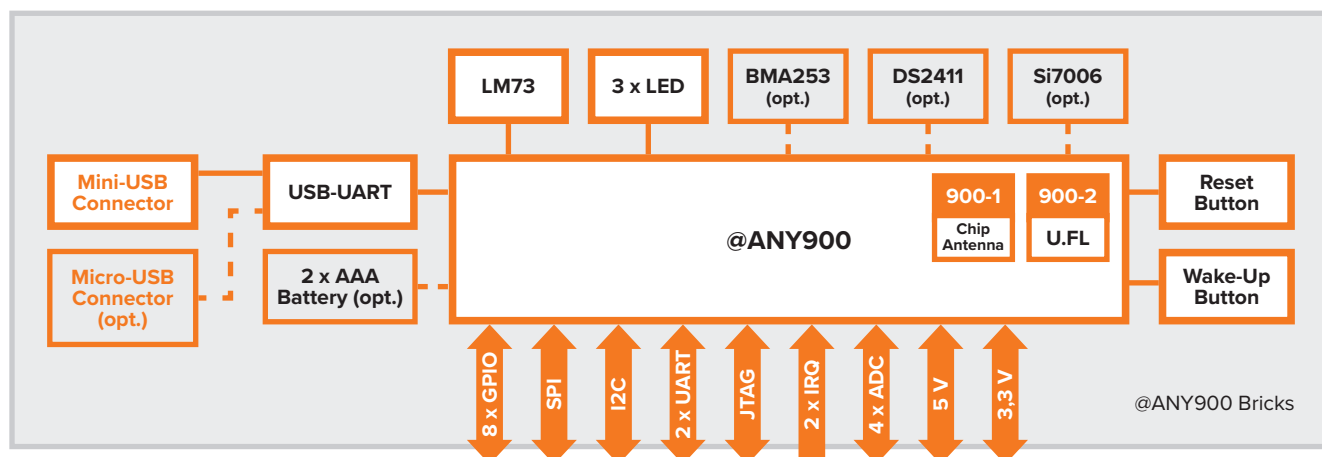 LM73
3 x LED
BMA253
(opt.)
DS2411
(opt.)
Si7006
(opt.)
Mini-USB
Connector
USB-UART
Micro-USB
Connector
(opt.)
2 x AAA
Battery (opt.)
@ANY900
900-1
Chip
Antenna
900-2
U.FL
Reset
Button
Wake-Up
Button
8 x GPIO
SPI
I2C
2 x UART
JTAG
2 x IRQ
4 x ADC
5 V
3,3 V
@ANY900 Bricks